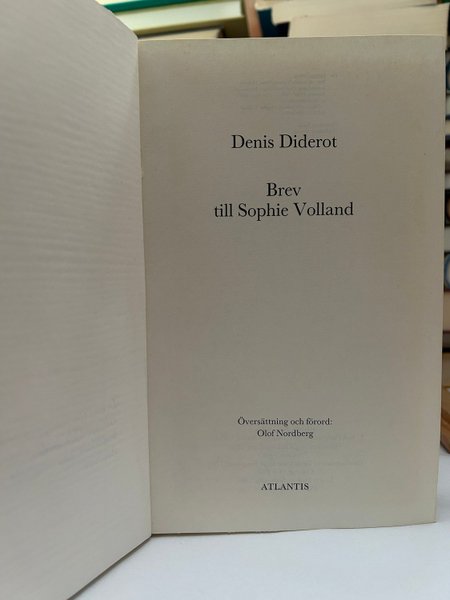 Denis Diderot
Brev
till Sophie Volland
Översättning och förord:
Olof Nordberg
ATLANTIS